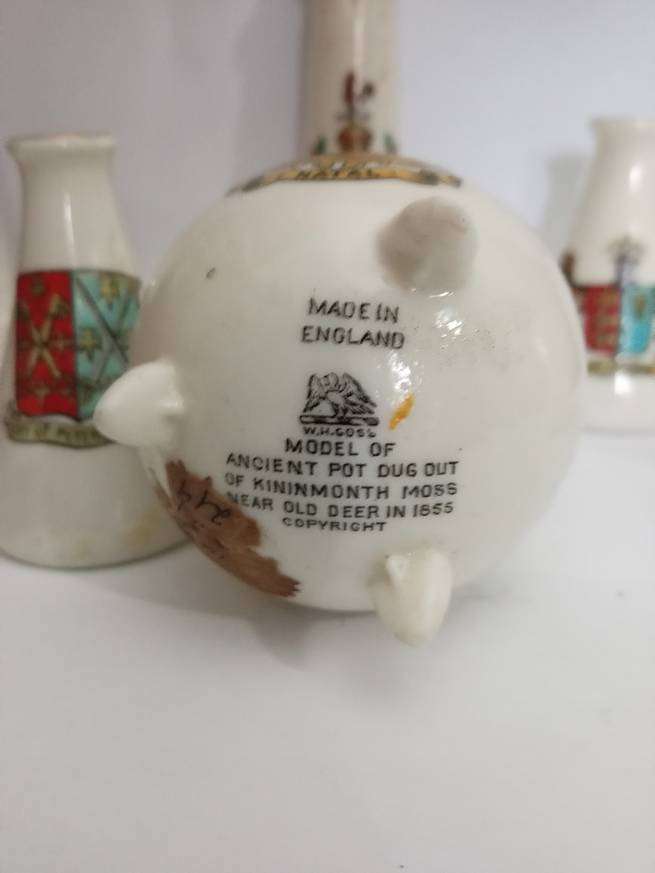 NATAL
MADE IN
ENGLAND
W.H.GOSS
MODEL OF
ANCIENT POT DUG OUT
OF KININMONTH MOSS
NEAR OLD DEER IN 1855
COPYRIGHT